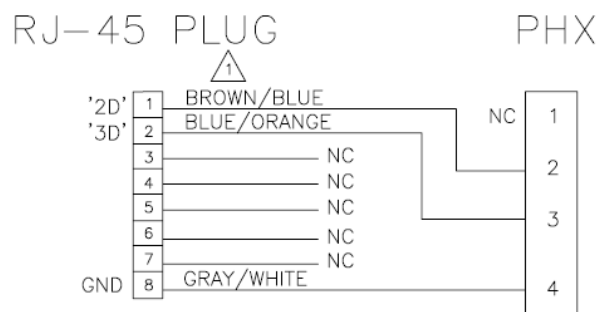 RJ-45 PLUG PHX
1
'2D' 1 BROWN/BLUE NC 1
'3D' 2 BLUE/ORANGE
3 NC
4 NC 2
5 NC
6 NC 3
7 NC
GND 8 GRAY/WHITE 4